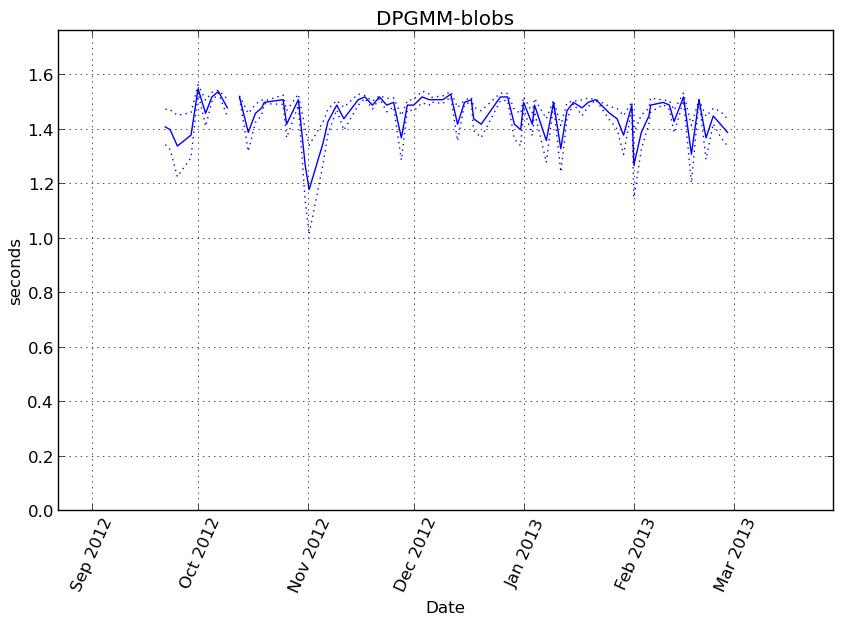 DPGMM-blobs
1.6
1.4
1.2
1.0
0.8
0.6
0.4
0.2
0.0
seconds
Sep 2012
Oct 2012
Nov 2012
Dec 2012
Jan 2013
Feb 2013
Mar 2013
Date